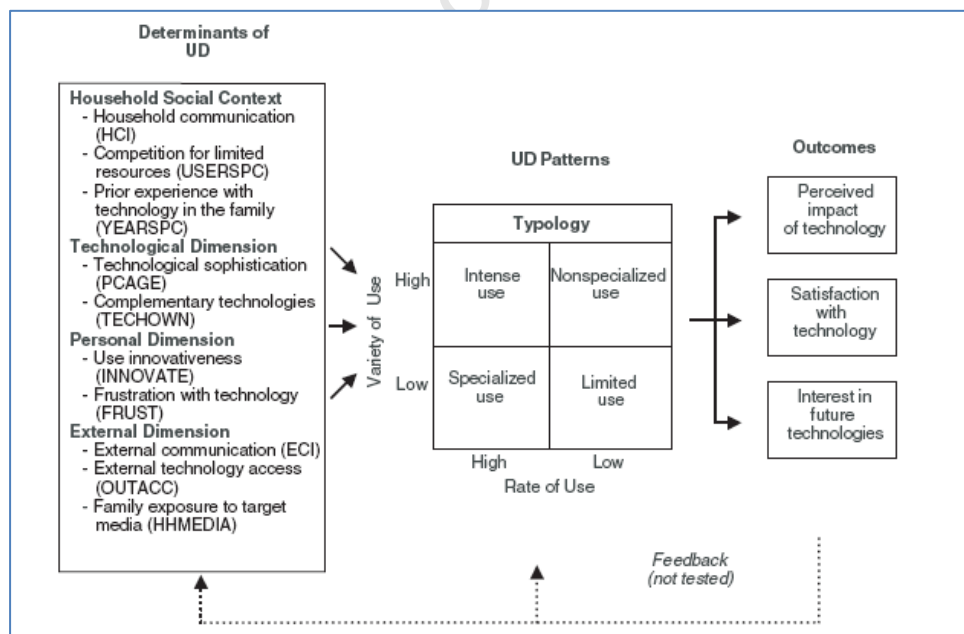 Determinants of
UD
Household Social Context
- Household communication
(HCI)
- Competition for limited
resources (USERSPC)
- Prior experience with
technology in the family
(YEARSPC)
Technological Dimension
- Technological sophistication
(PCAGE)
- Complementary technologies
(TECHOWN)
Personal Dimension
- Use innovativeness
(INNOVATE)
- Frustration with technology
(FRUST)
External Dimension
- External communication (ECI)
- External technology access
(OUTACC)
- Family exposure to target
media (HHMEDIA)
UD Patterns
Typology
Variety of Use
High
Intense
use
Nonspecialized
use
Low
Specialized
use
Limited
use
High
Low
Rate of Use
Outcomes
Perceived
impact
of technology
Satisfaction
with
technology
Interest in
future
technologies
Feedback
(not tested)